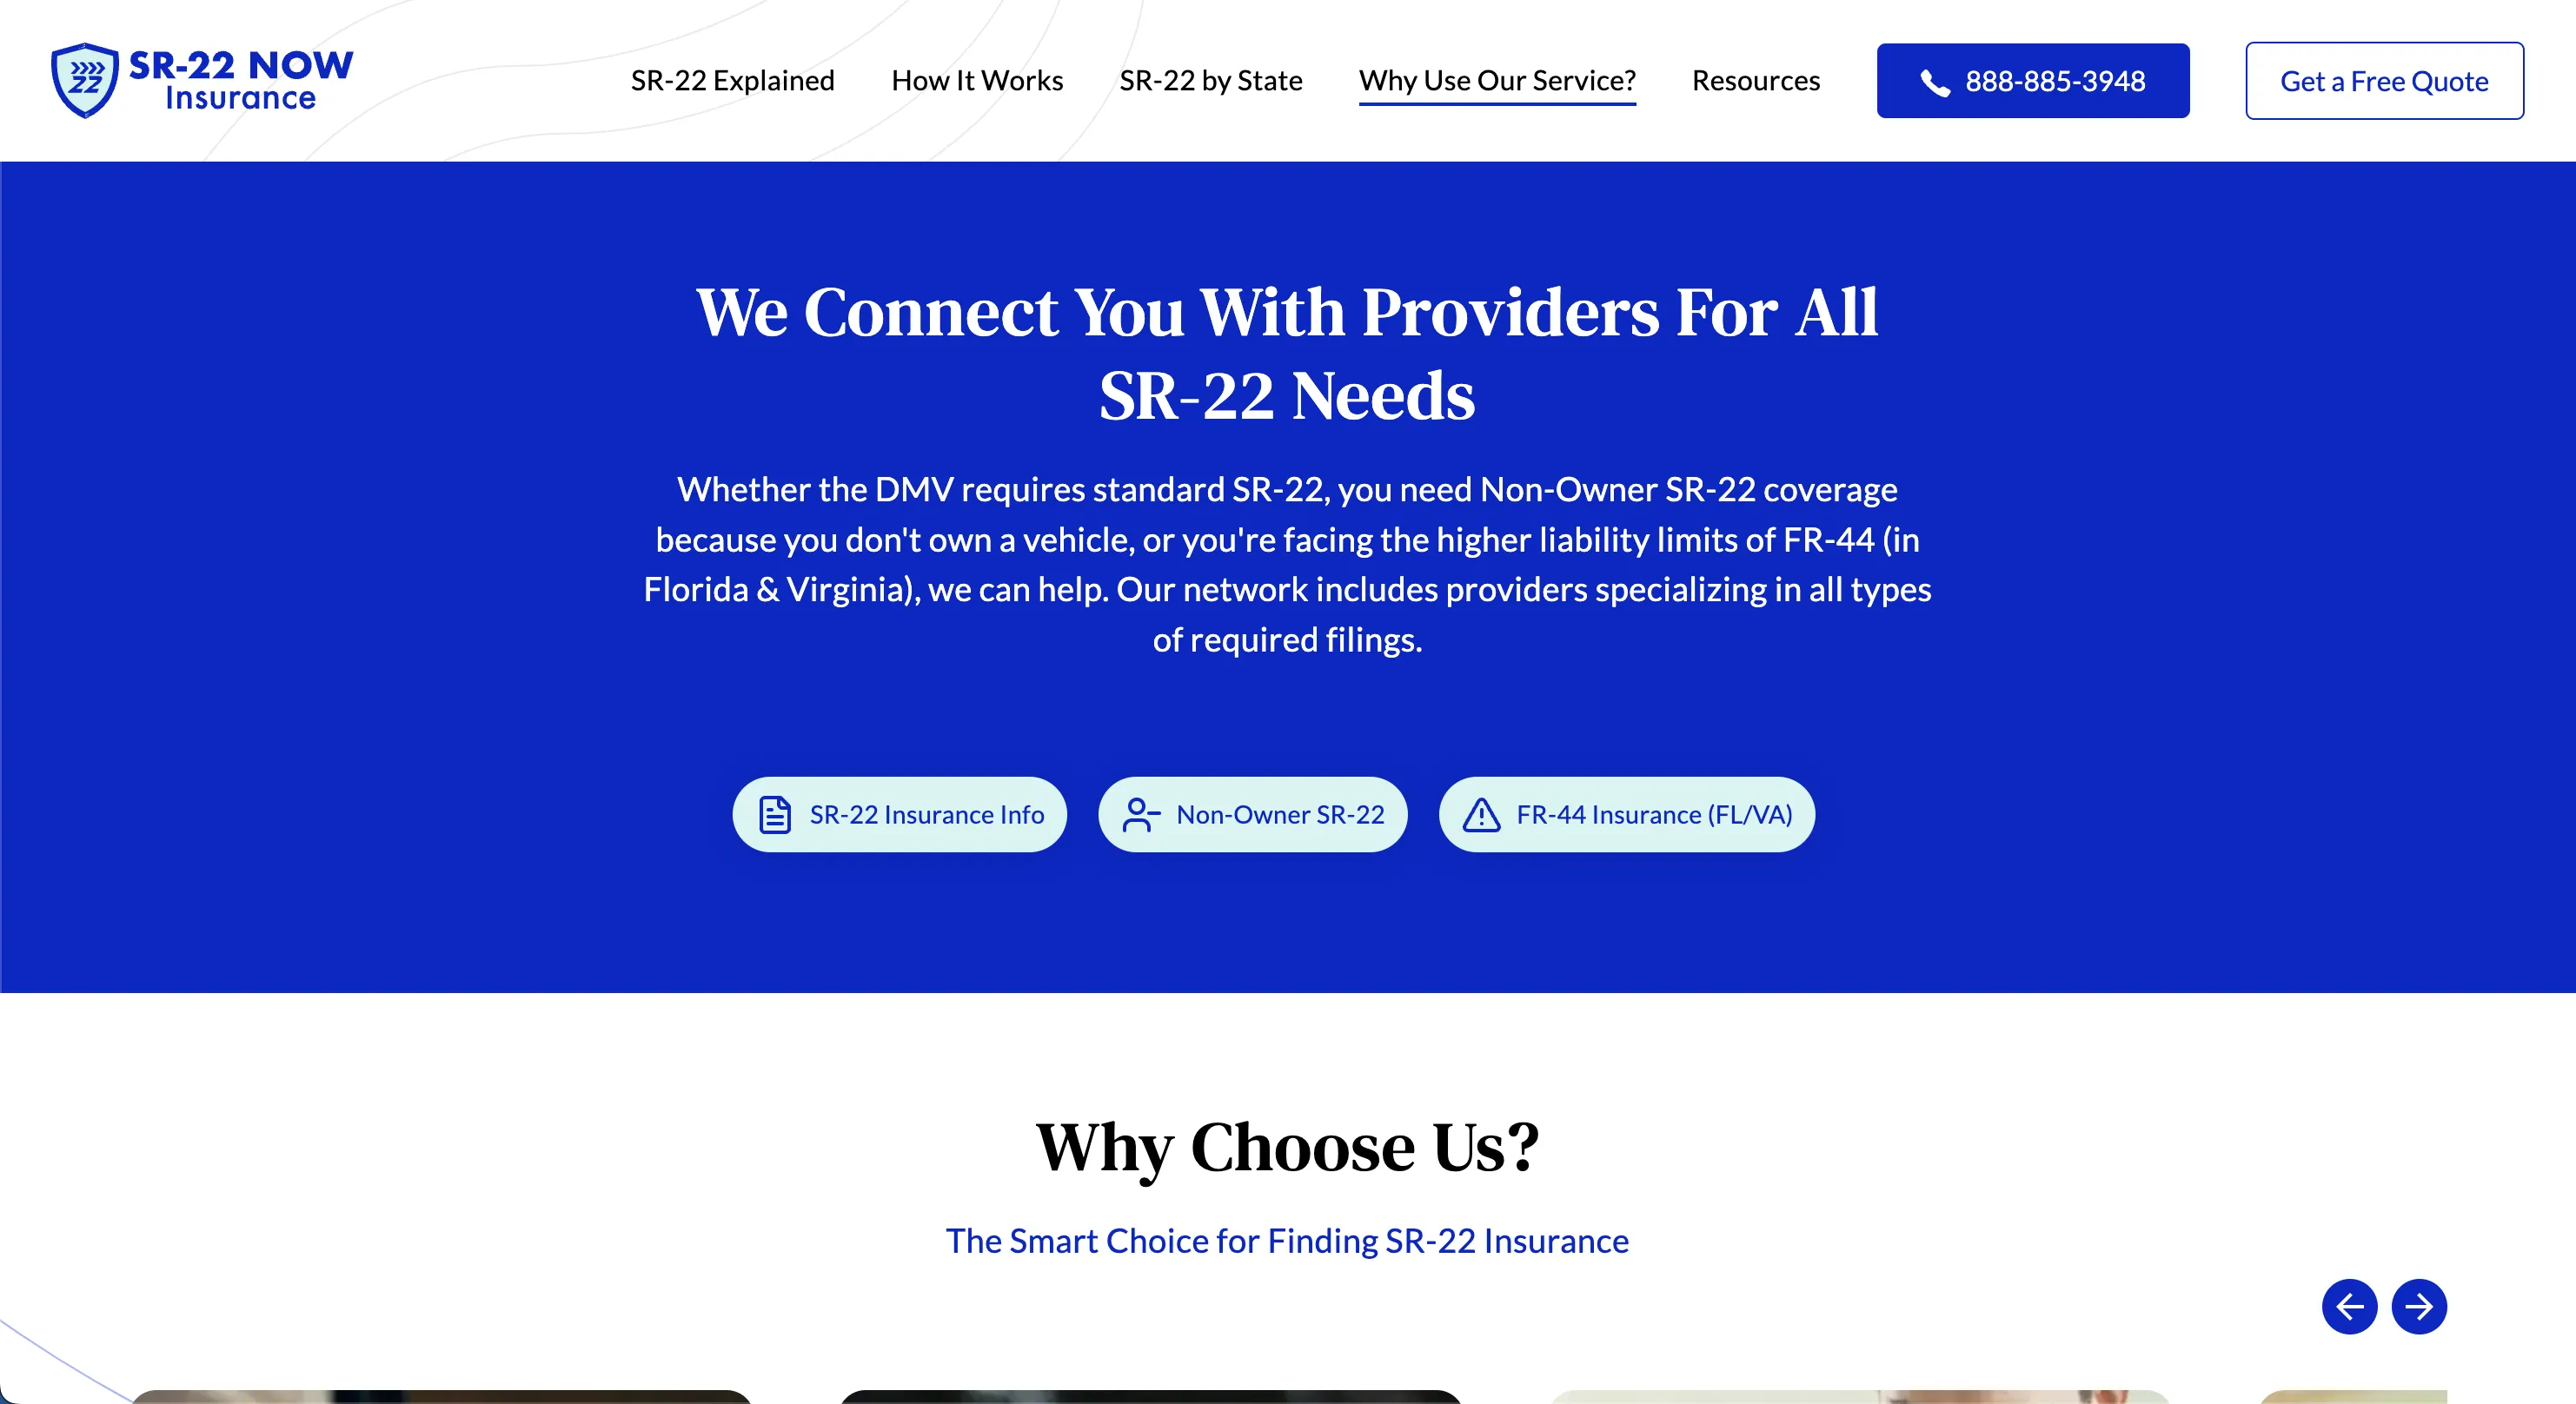 SR-22 NOW
Insurance
SR-22 Explained
How It Works
SR-22 by State
Why Use Our Service?
Resources
888-885-3948
Get a Free Quote
We Connect You With Providers For All
SR-22 Needs
Whether the DMV requires standard SR-22, you need Non-Owner SR-22 coverage
because you don't own a vehicle, or you're facing the higher liability limits of FR-44 (in
Florida & Virginia), we can help. Our network includes providers specializing in all types
of required filings.
SR-22 Insurance Info
Non-Owner SR-22
FR-44 Insurance (FL/VA)
Why Choose Us?
The Smart Choice for Finding SR-22 Insurance